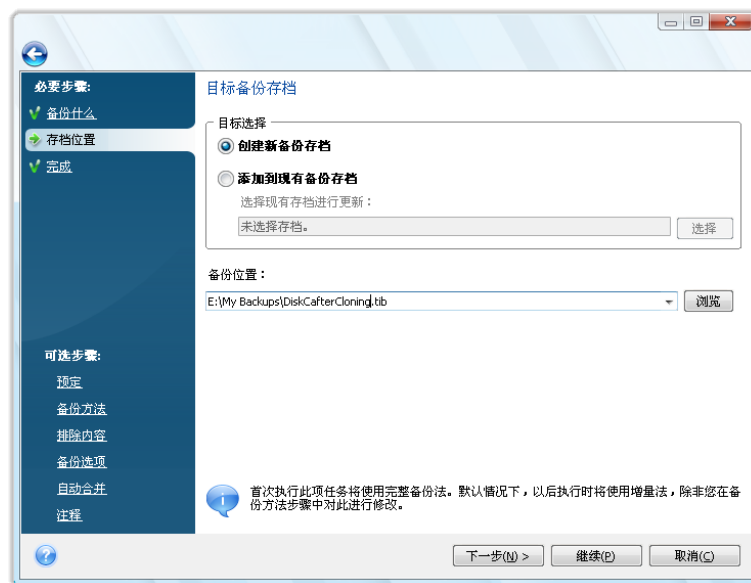 必要步骤:
备份什么
存档位置
完成
可选步骤:
预定
备份方法
排除内容
备份选项
自动合并
注释
目标备份存档
目标选择
创建新备份存档
添加到现有备份存档
选择现有存档进行更新：
未选择存档。
选择
备份位置：
E:\My Backups\DiskCafterCloning.tib
浏览
首次执行此项任务将使用完整备份法。默认情况下，以后执行时将使用增量法，除非您在备
份方法步骤中对此进行修改。
下一步(N) >
继续(P)
取消(C)